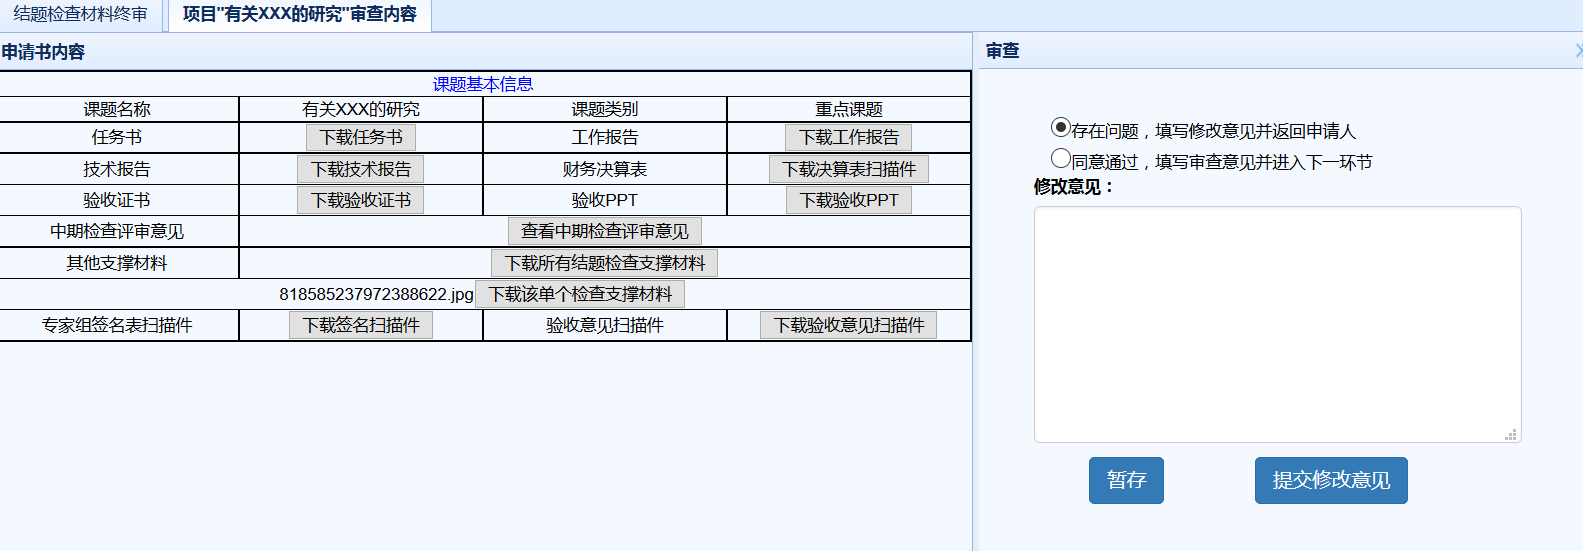 结题检查材料终审 项目"有关XXX的研究"审查内容
申请书内容
课题基本信息
课题名称 有关XXX的研究 课题类别 重点课题
任务书 下载任务书 工作报告 下载工作报告
技术报告 下载技术报告 财务决算表 下载决算表扫描件
验收证书 下载验收证书 验收PPT 下载验收PPT
中期检查评审意见 查看中期检查评审意见
其他支撑材料 下载所有结题检查支撑材料
818585237972388622.jpg 下载该单个检查支撑材料
专家组签名表扫描件 下载签名扫描件 验收意见扫描件 下载验收意见扫描件
审查
存在问题，填写修改意见并返回申请人
同意通过，填写审查意见并进入下一环节
修改意见：
暂存 提交修改意见